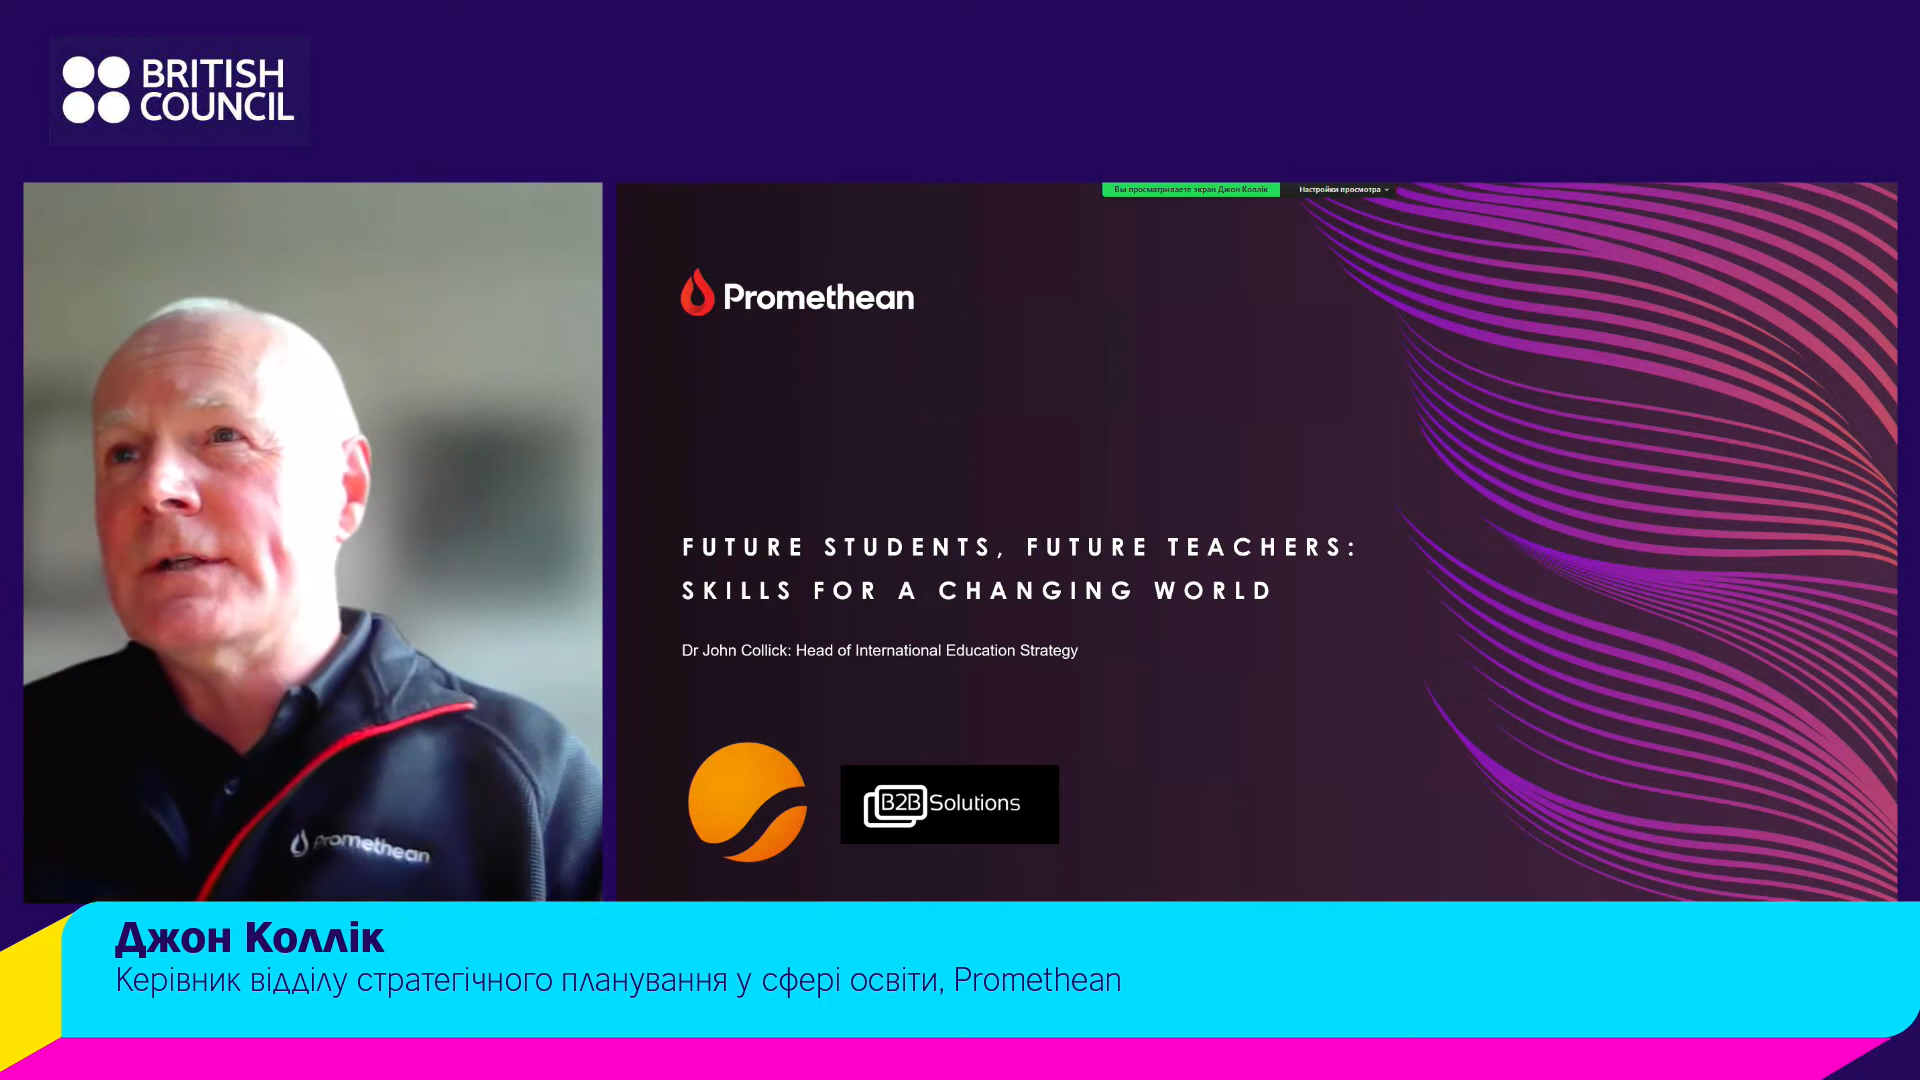 BRITISH
COUNCIL
Вы просматриваете экран Джон Коллік
Настройки просмотра
Promethean
FUTURE STUDENTS, FUTURE TEACHERS:
SKILLS FOR A CHANGING WORLD
Dr John Collick: Head of International Education Strategy
B2B Solutions
Promethean
Джон Коллік
Керівник відділу стратегічного планування у сфері освіти, Promethean